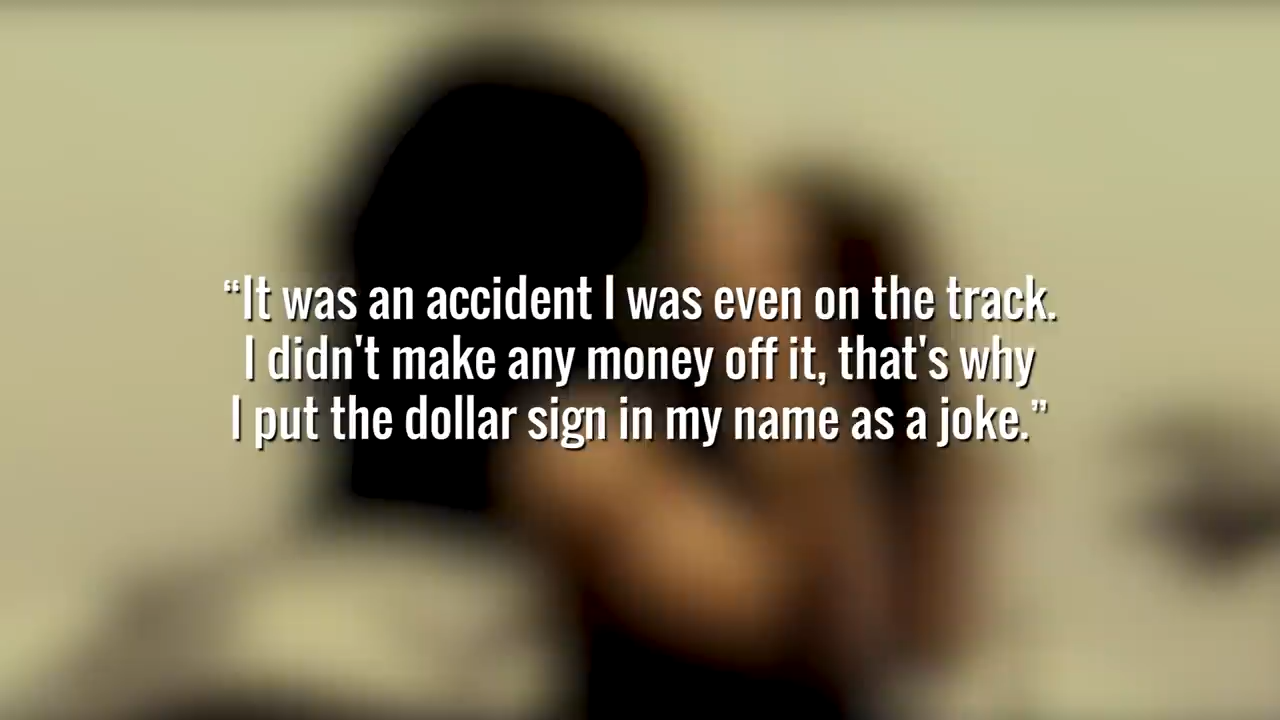 “It was an accident I was even on the track.
I didn't make any money off it, that's why
I put the dollar sign in my name as a joke.”